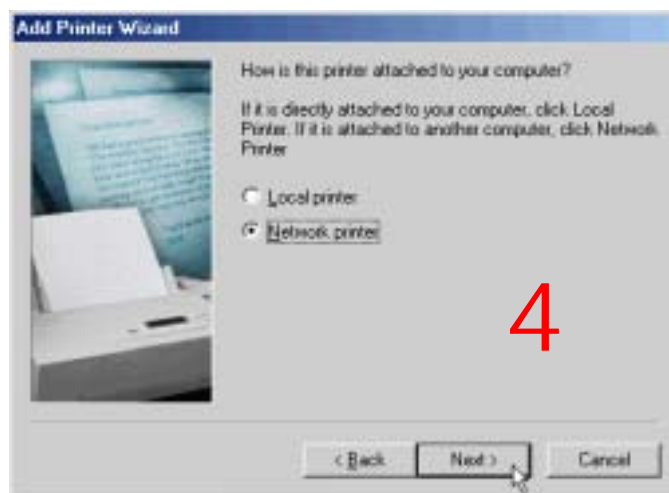 Add Printer Wizard
How is this printer attached to your computer?
If it is directly attached to your computer, click Local
Printer. If it is attached to another computer, click Network
Printer
Local printer
Network printer
4
< Back
Next >
Cancel